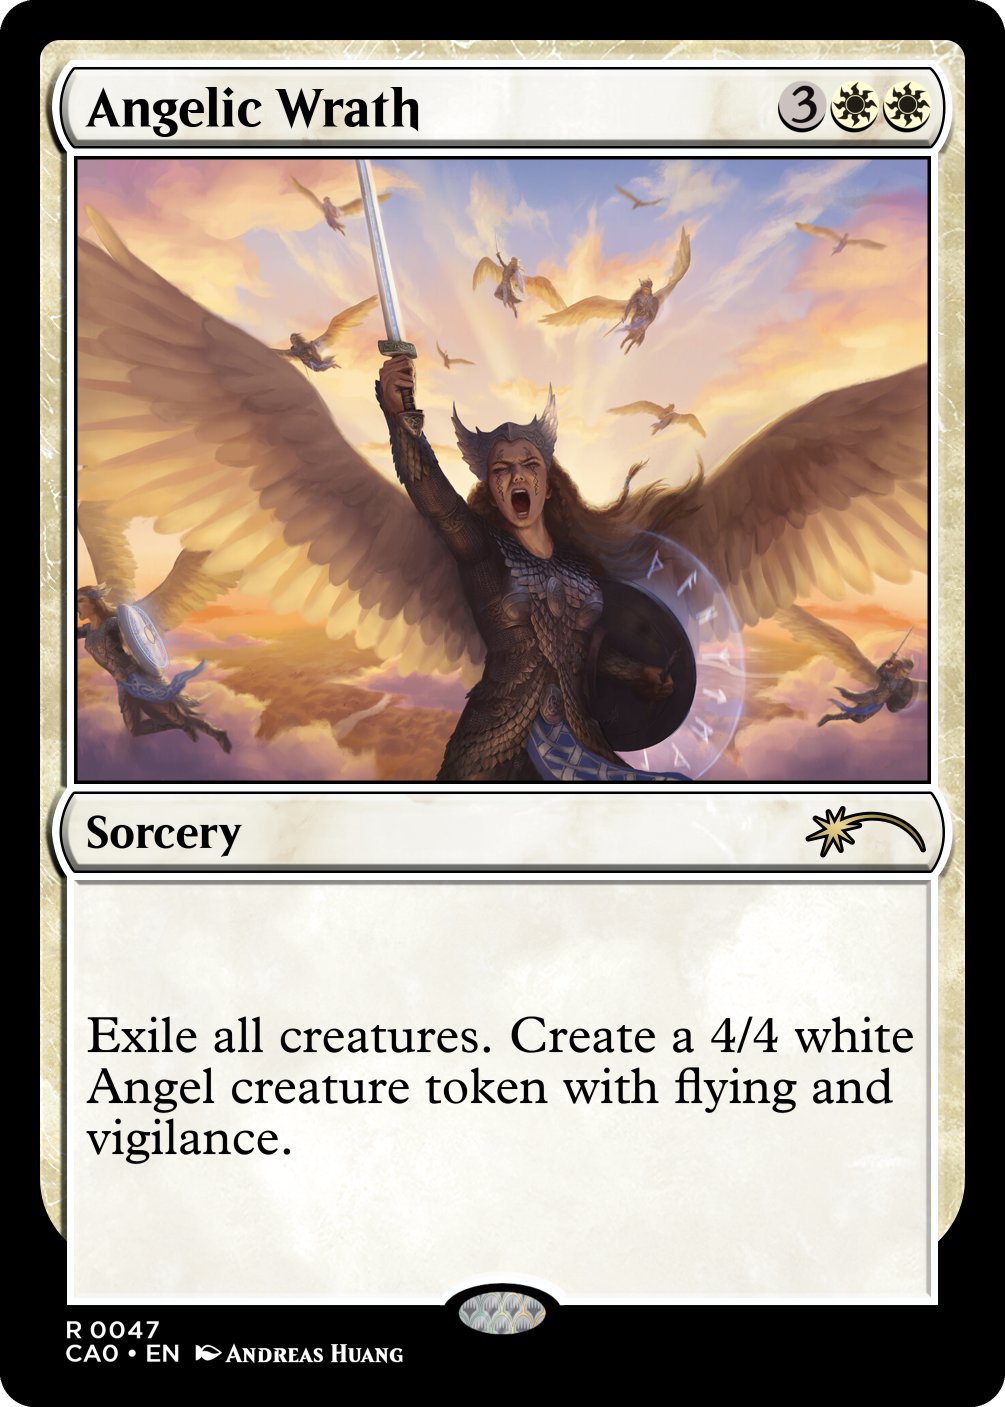 Angelic Wrath 3
Sorcery
Exile all creatures. Create a 4/4 white
Angel creature token with flying and
vigilance.
R 0047
CAO • EN Andreas Huang